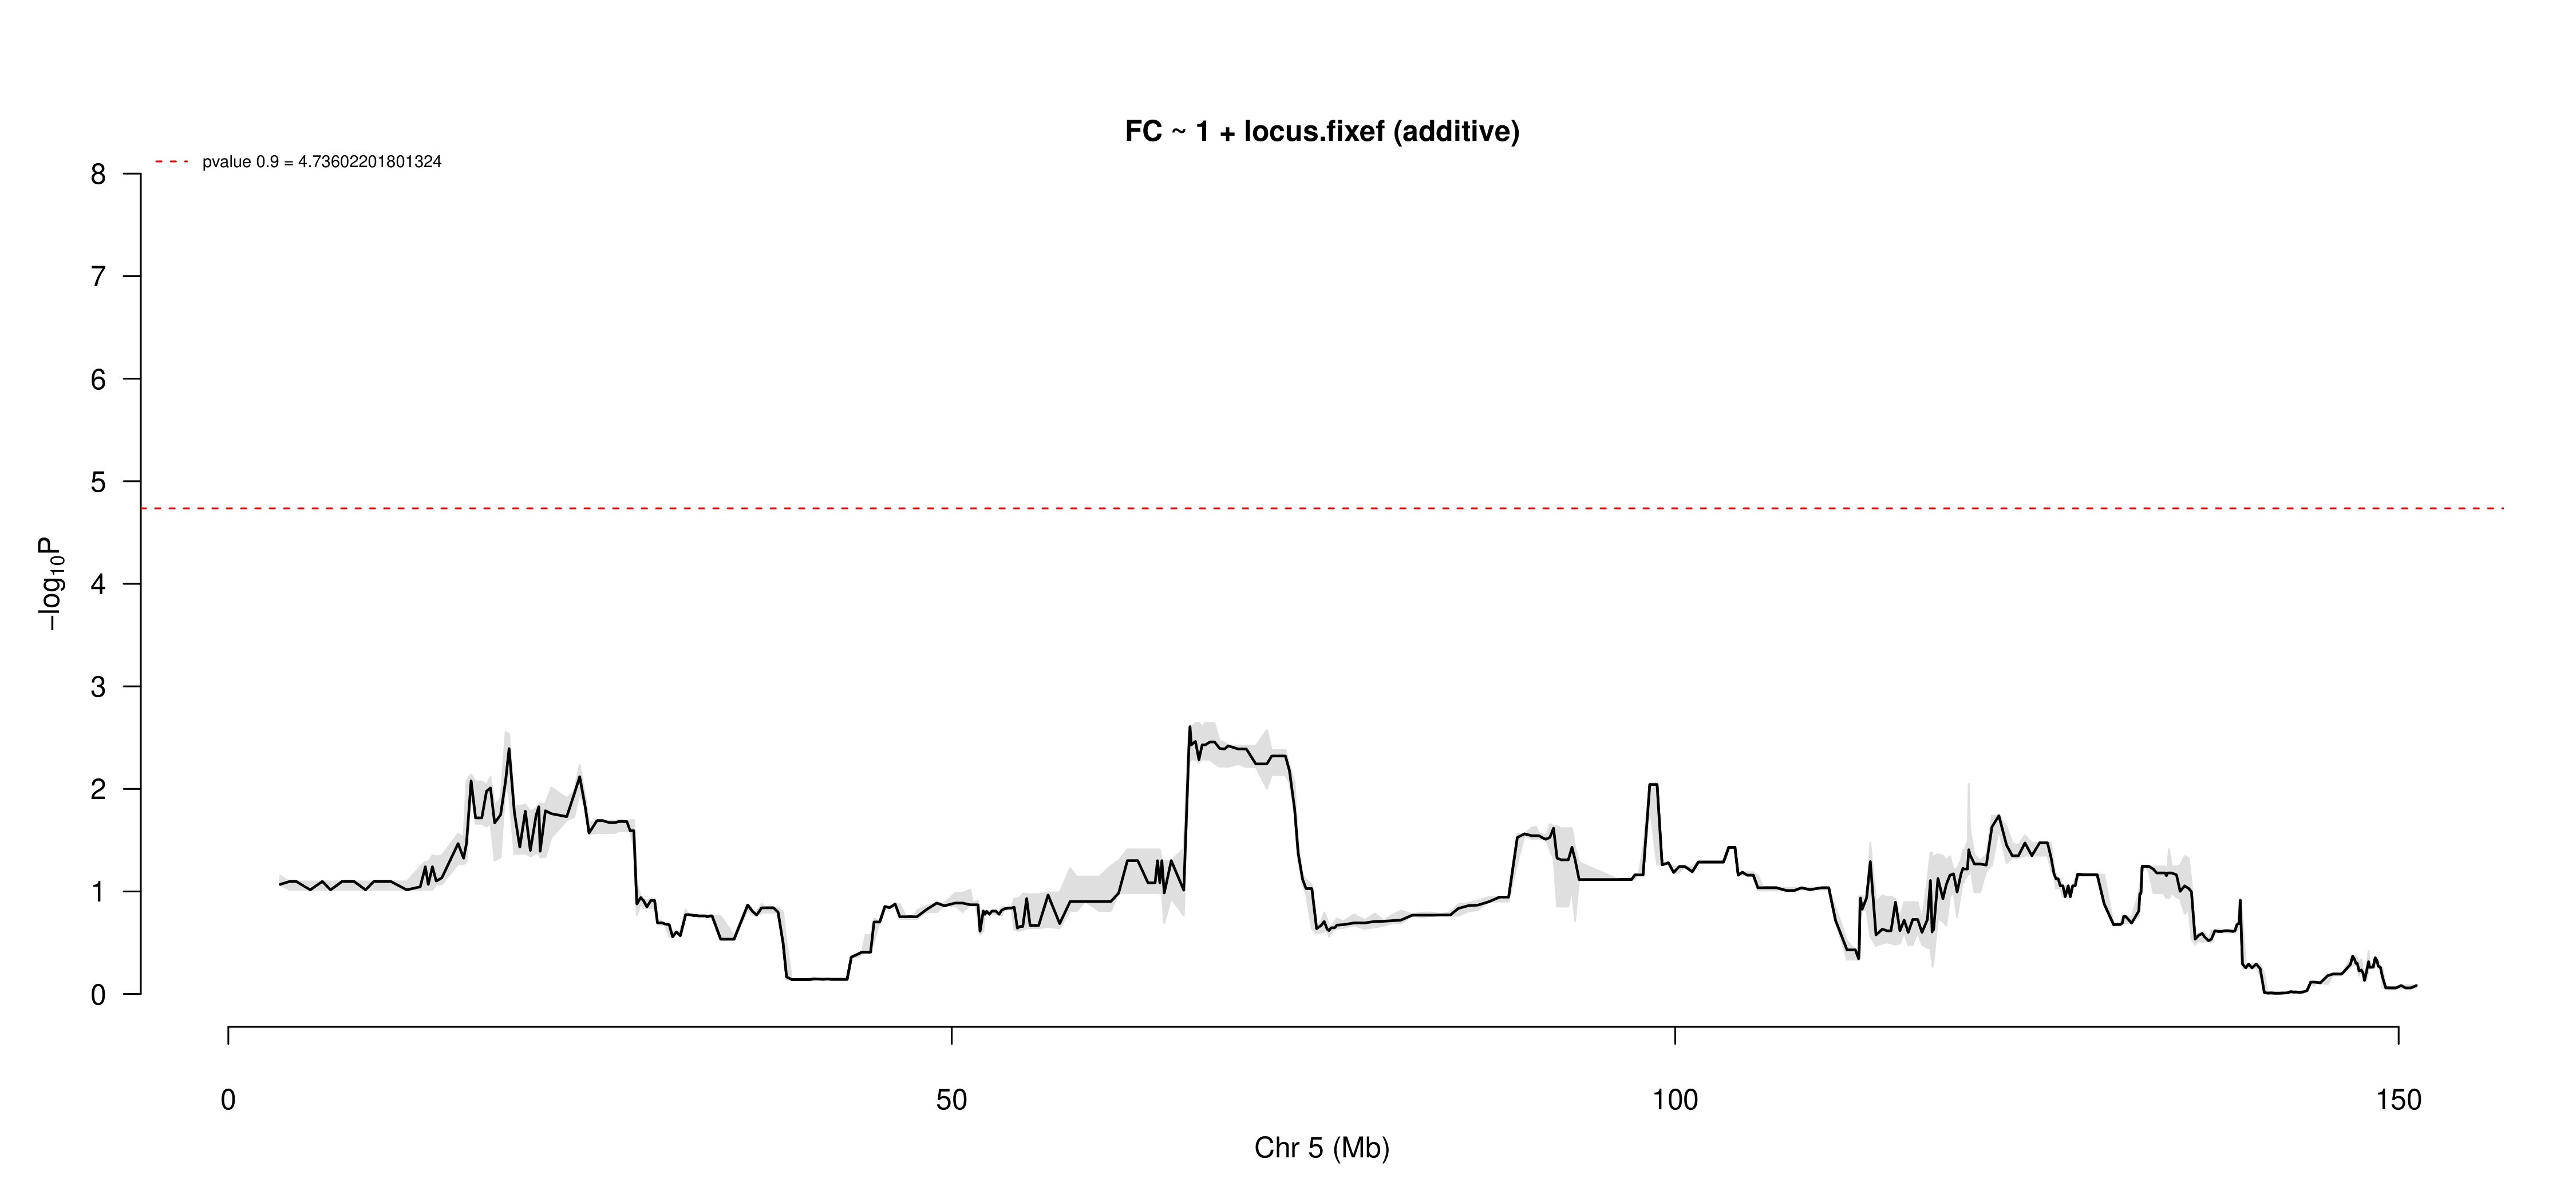 FC ~ 1 + locus.fixef (additive)
pvalue 0.9 = 4.73602201801324
8
7
6
5
4
3
2
1
0
−log10P
0 50 100 150
Chr 5 (Mb)